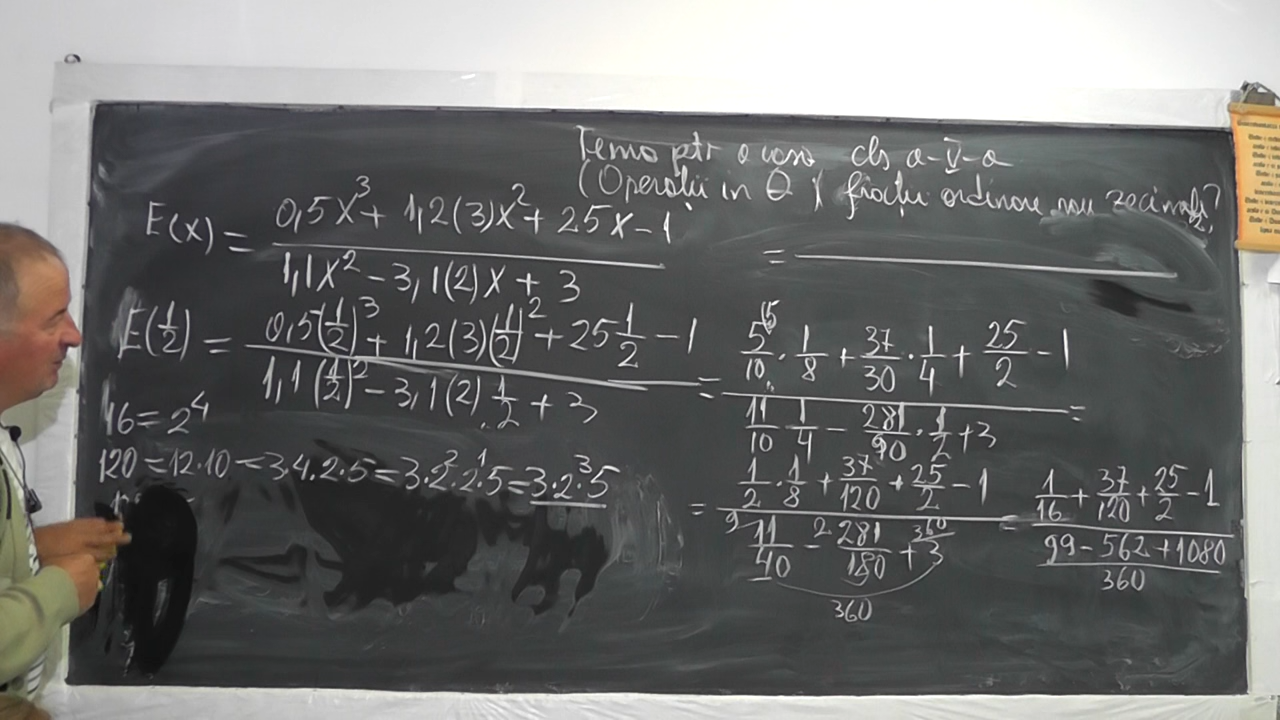 Temă ptr acasă cls a-V-a
(Operații în Q) fracții ordinare sau zecimale?
E(x) = (0,5x³ + 1,2(3)x² + 25x - 1) / (1,1x² - 3,1(2)x + 3) =
E(1/2) = (0,5(1/2)³ + 1,2(3)(1/2)² + 25 1/2 - 1) / (1,1(1/2)² - 3,1(2) 1/2 + 3) = (5/10 · 1/8 + 37/30 · 1/4 + 25/2 - 1) / (11/10 · 1/4 - 281/90 · 1/2 + 3) =
16 = 2⁴
120 = 12·10 = 3·4·2·5 = 3·2²·2¹·5 = 3·2³·5
= (1/2 · 1/8 + 37/120 + 25/2 - 1) / (11/40 - 281/180 + 3) = (1/16 + 37/120 + 25/2 - 1) / ((99 - 562 + 1080)/360)
9 2 360
360